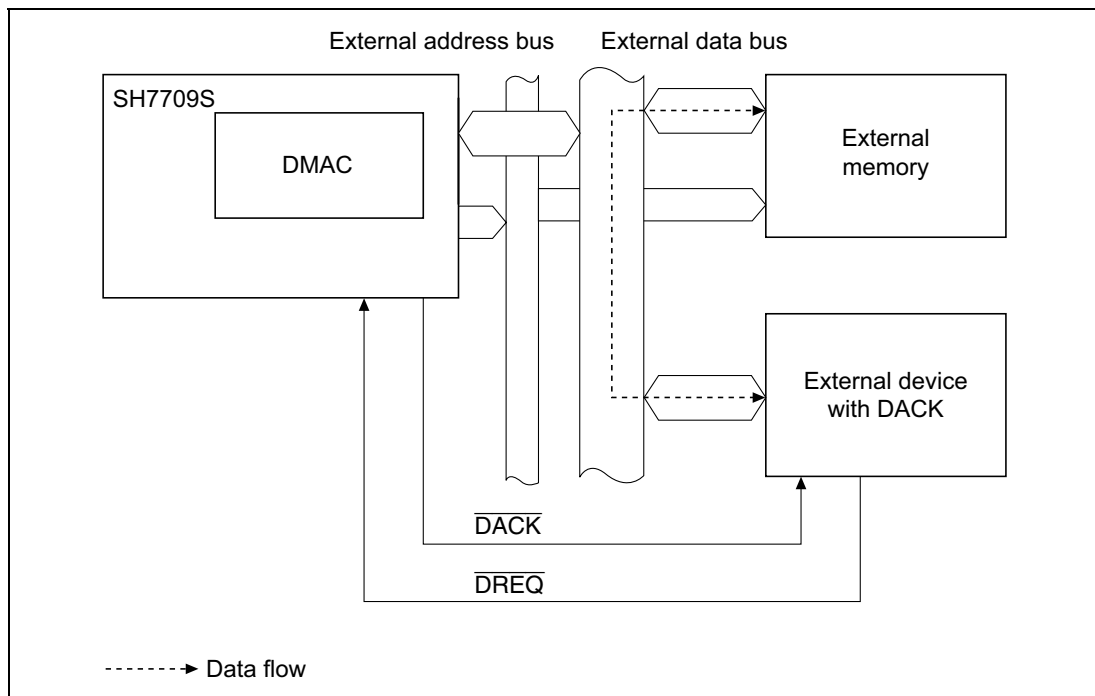 External address bus
External data bus
SH7709S
DMAC
External
memory
External device
with DACK
DACK
DREQ
Data flow